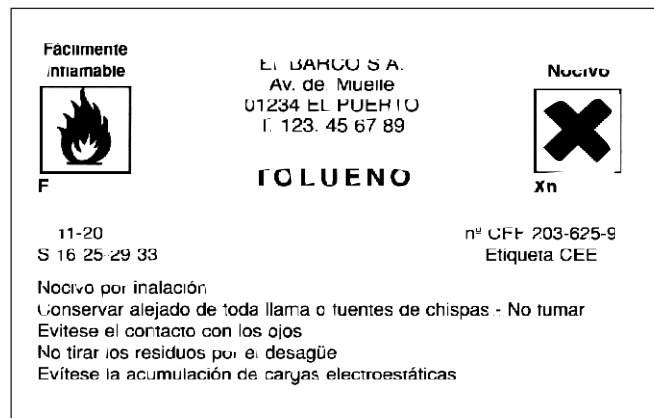 Fácilmente
inflamable
EL BARCO S.A.
Av. del Muelle
01234 EL PUERTO
T. 123. 45 67 89
Nocivo
TOLUENO
F
Xn
11-20
nº CEE 203-625-9
S 16 25-29 33
Etiqueta CEE
Nocivo por inalación
Conservar alejado de toda llama o fuentes de chispas.- No fumar
Evitese el contacto con los ojos
No tirar los residuos por el desagüe
Evítese la acumulación de cargas electroestáticas